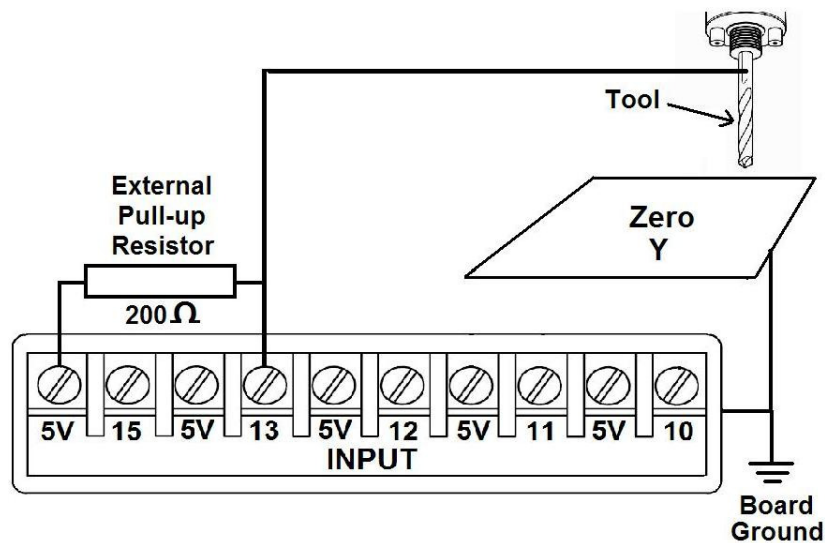 Tool
External
Pull-up
Resistor
200Ω
Zero
Y
5V 15 5V 13 5V 12 5V 11 5V 10
INPUT
Board
Ground